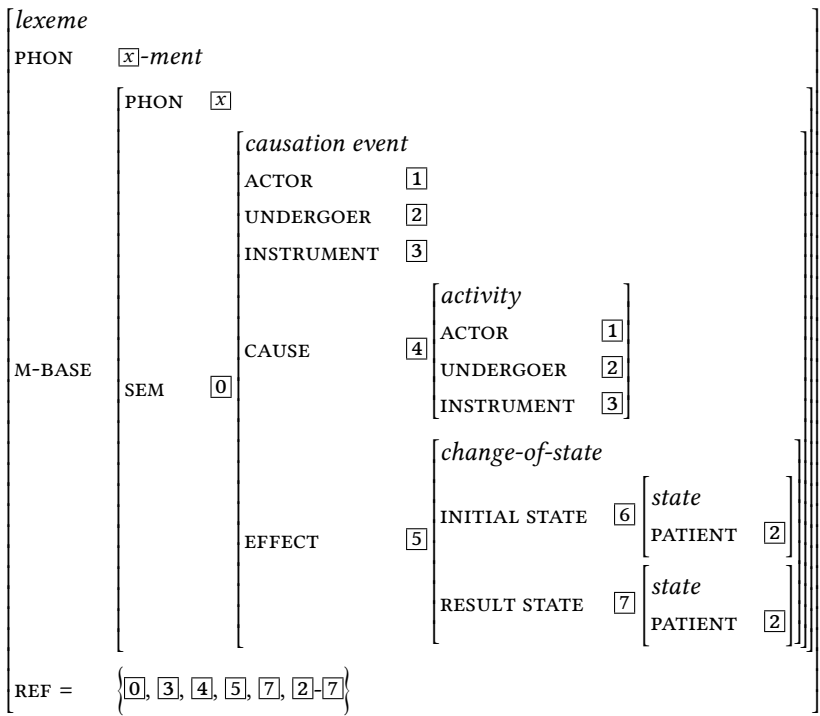 lexeme
PHON x-ment
PHON x
causation event
ACTOR 1
UNDERGOER 2
INSTRUMENT 3
activity
ACTOR 1
CAUSE 4
UNDERGOER 2
M-BASE
SEM 0
INSTRUMENT 3
change-of-state
state
INITIAL STATE 6
PATIENT 2
EFFECT 5
state
RESULT STATE 7
PATIENT 2
REF = {0, 3, 4, 5, 7, 2-7}